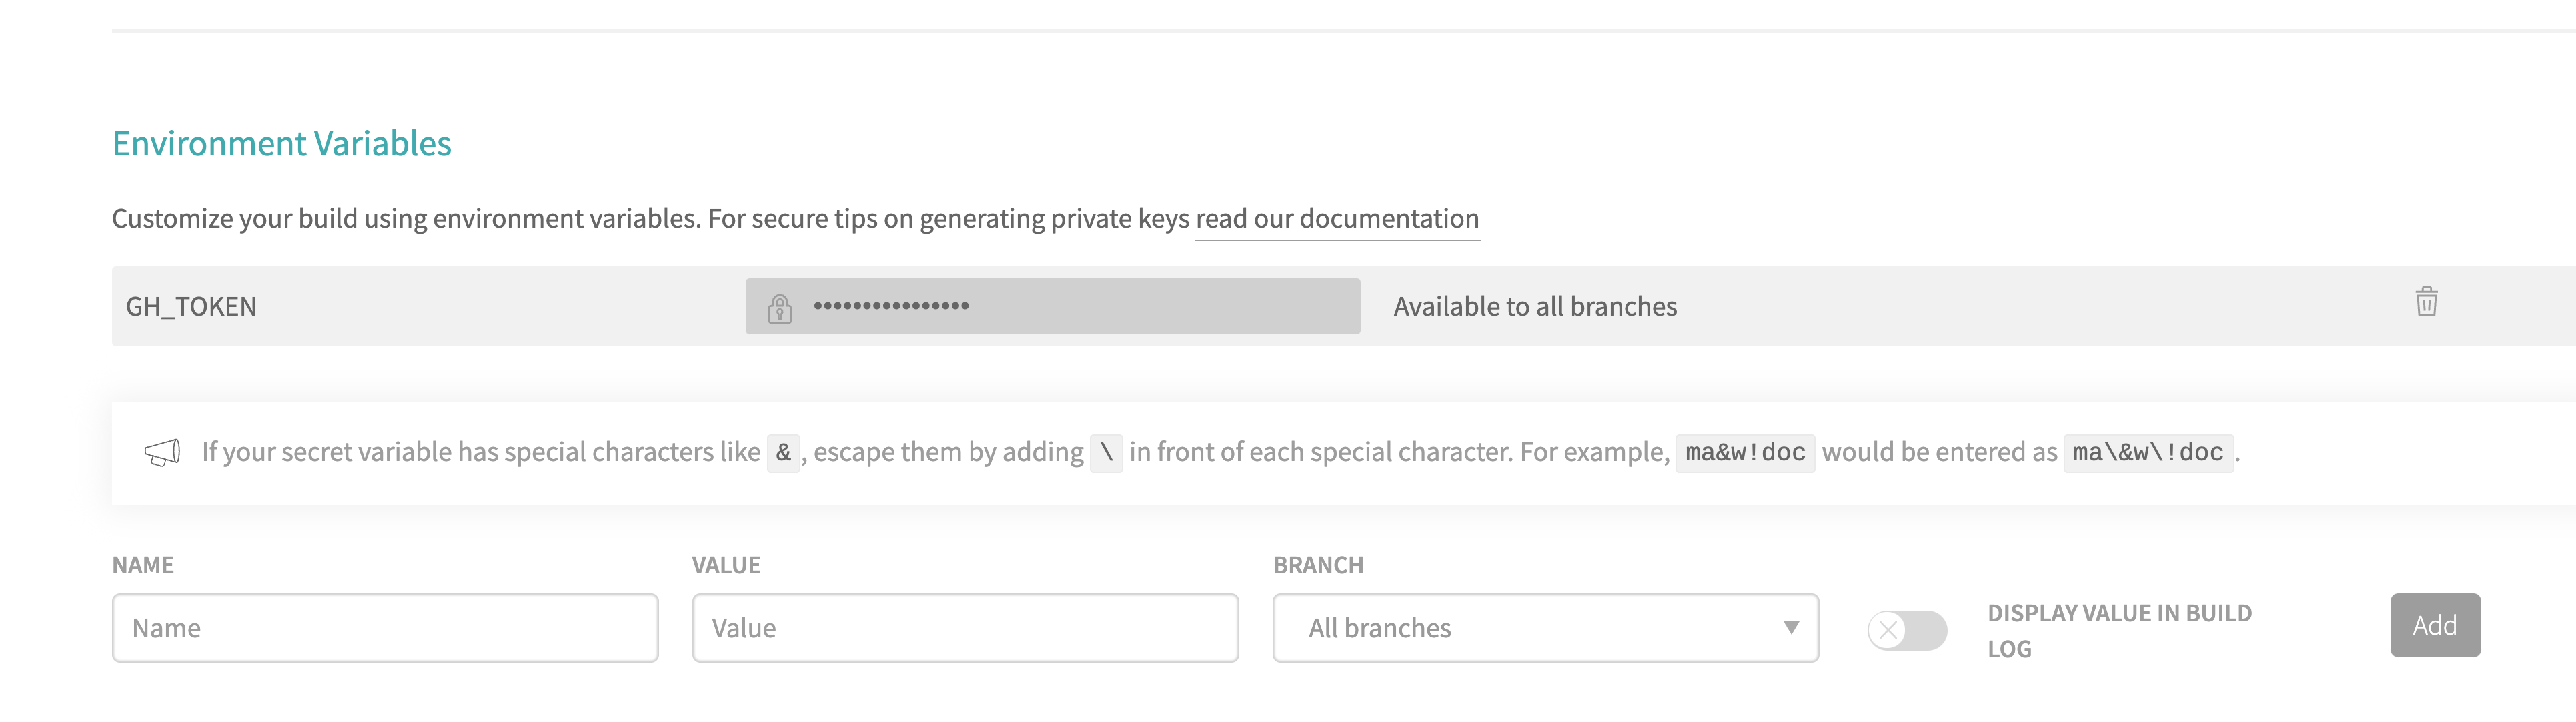 Environment Variables
Customize your build using environment variables. For secure tips on generating private keys read our documentation
GH_TOKEN •••••••••••••••• Available to all branches
If your secret variable has special characters like &, escape them by adding \ in front of each special character. For example, ma&w!doc would be entered as ma\&w\!doc.
NAME VALUE BRANCH
Name Value All branches DISPLAY VALUE IN BUILD LOG Add